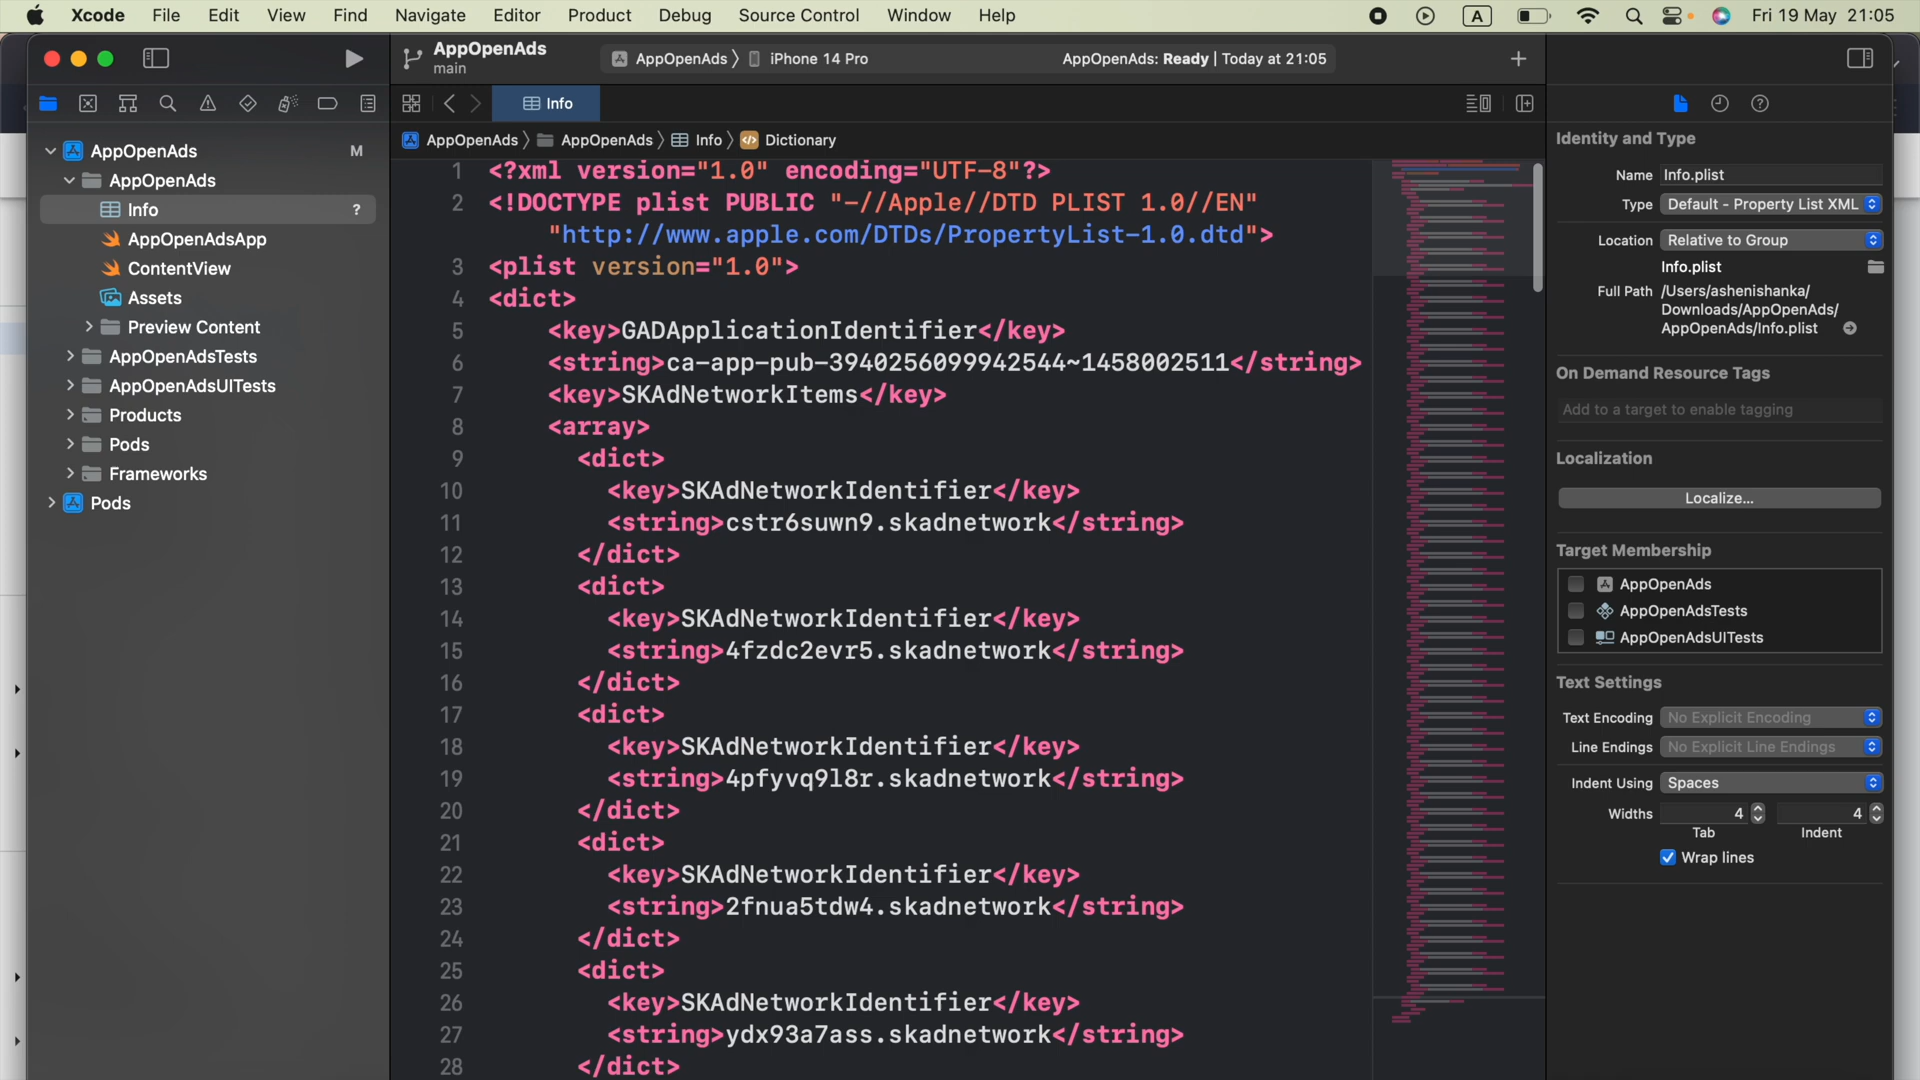 Xcode File Edit View Find Navigate Editor Product Debug Source Control Window Help A Fri 19 May 21:05
AppOpenAds
main
AppOpenAds iPhone 14 Pro
AppOpenAds: Ready | Today at 21:05
Info
AppOpenAds AppOpenAds Info Dictionary
AppOpenAds M
AppOpenAds
Info ?
AppOpenAdsApp
ContentView
Assets
Preview Content
AppOpenAdsTests
AppOpenAdsUITests
Products
Pods
Frameworks
Pods
1 <?xml version="1.0" encoding="UTF-8"?>
2 <!DOCTYPE plist PUBLIC "-//Apple//DTD PLIST 1.0//EN"
"http://www.apple.com/DTDs/PropertyList-1.0.dtd">
3 <plist version="1.0">
4 <dict>
5 <key>GADApplicationIdentifier</key>
6 <string>ca-app-pub-3940256099942544~1458002511</string>
7 <key>SKAdNetworkItems</key>
8 <array>
9 <dict>
10 <key>SKAdNetworkIdentifier</key>
11 <string>cstr6suwn9.skadnetwork</string>
12 </dict>
13 <dict>
14 <key>SKAdNetworkIdentifier</key>
15 <string>4fzdc2evr5.skadnetwork</string>
16 </dict>
17 <dict>
18 <key>SKAdNetworkIdentifier</key>
19 <string>4pfyvq9l8r.skadnetwork</string>
20 </dict>
21 <dict>
22 <key>SKAdNetworkIdentifier</key>
23 <string>2fnua5tdw4.skadnetwork</string>
24 </dict>
25 <dict>
26 <key>SKAdNetworkIdentifier</key>
27 <string>ydx93a7ass.skadnetwork</string>
28 </dict>
Identity and Type
Name Info.plist
Type Default - Property List XML
Location Relative to Group
Info.plist
Full Path /Users/ashenishanka/
Downloads/AppOpenAds/
AppOpenAds/Info.plist
On Demand Resource Tags
Add to a target to enable tagging
Localization
Localize...
Target Membership
AppOpenAds
AppOpenAdsTests
AppOpenAdsUITests
Text Settings
Text Encoding No Explicit Encoding
Line Endings No Explicit Line Endings
Indent Using Spaces
Widths 4 4
Tab Indent
Wrap lines